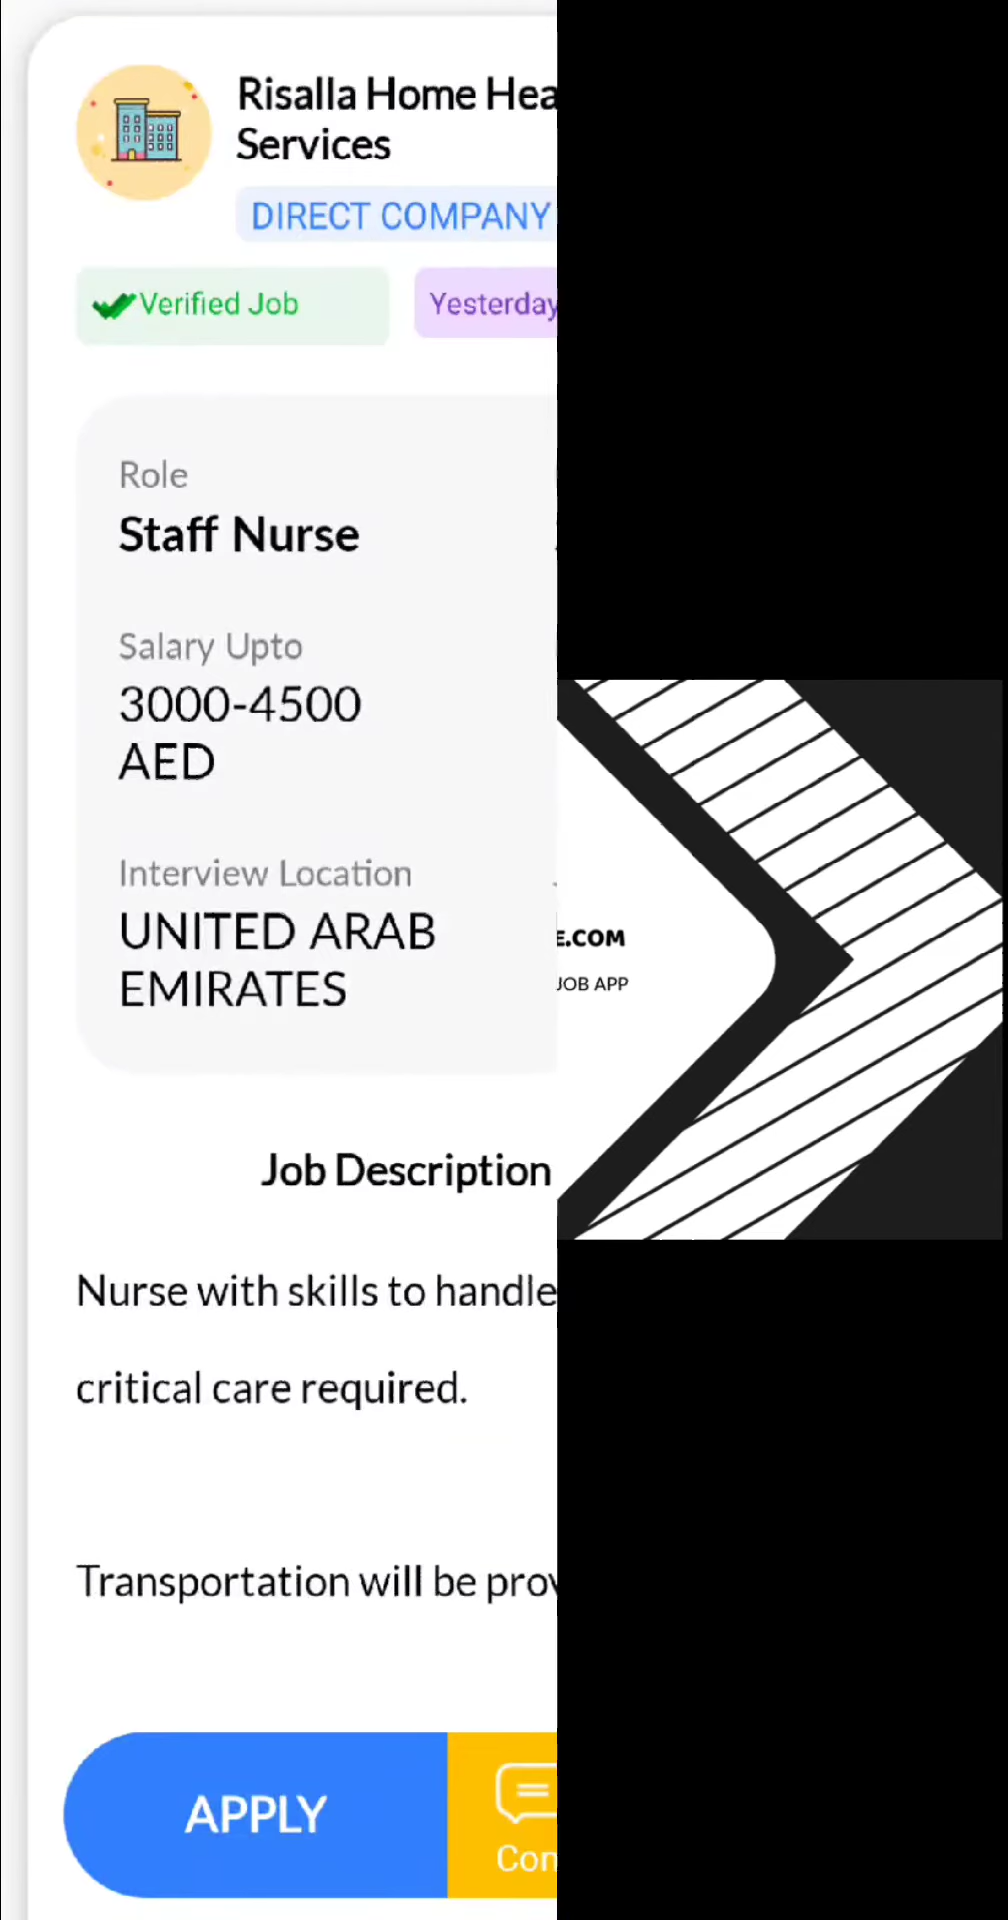 Risalla Home Hea
Services
DIRECT COMPANY
Verified Job
Yesterday
Role
Staff Nurse
Salary Upto
3000-4500
AED
Interview Location
UNITED ARAB
EMIRATES
E.COM
JOB APP
Job Description
Nurse with skills to handle
critical care required.
Transportation will be prov
APPLY
Con